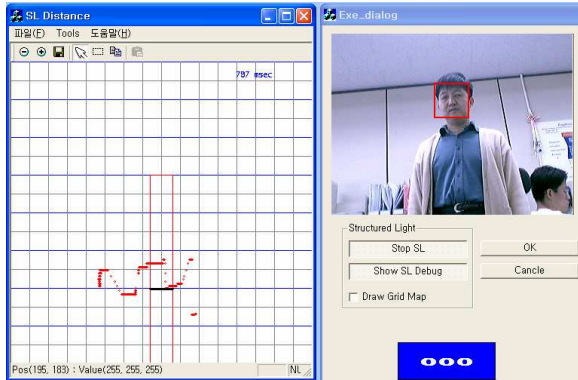 SL Distance
파일(F) Tools 도움말(H)
787 msec
Pos(195, 183) : Value(255, 255, 255)
NL
Exe_dialog
Structured Light
Stop SL
Show SL Debug
Draw Grid Map
OK
Cancle
000